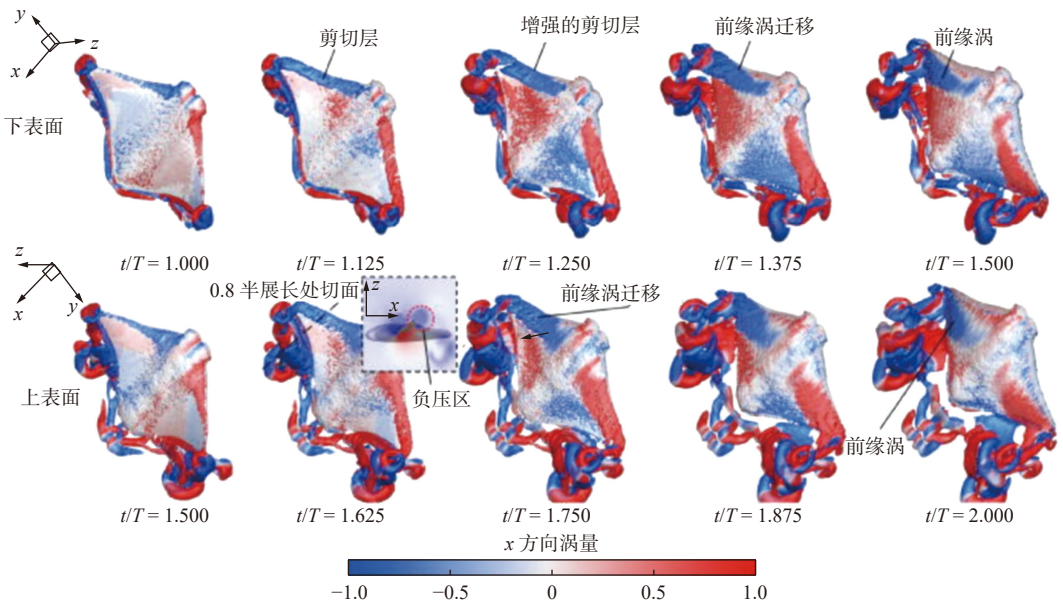 y
z
x
剪切层
增强的剪切层
前缘涡迁移
前缘涡
下表面
t/T = 1.000
t/T = 1.125
t/T = 1.250
t/T = 1.375
t/T = 1.500
z
x
y
0.8 半展长处切面
z
x
前缘涡迁移
上表面
负压区
前缘涡
t/T = 1.500
t/T = 1.625
t/T = 1.750
t/T = 1.875
t/T = 2.000
x 方向涡量
−1.0
−0.5
0
0.5
1.0